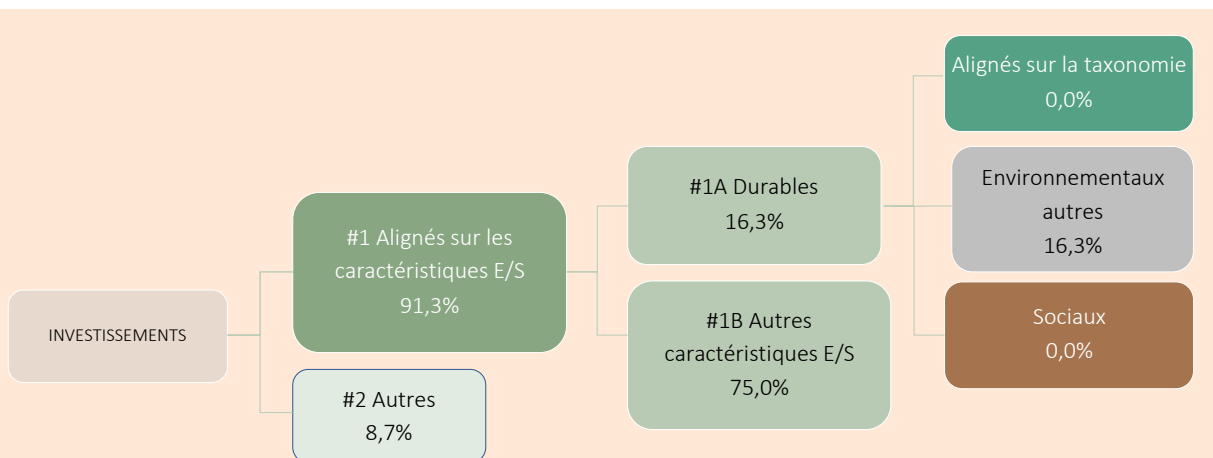 INVESTISSEMENTS
#1 Alignés sur les
caractéristiques E/S
91,3%
#2 Autres
8,7%
#1A Durables
16,3%
#1B Autres
caractéristiques E/S
75,0%
Alignés sur la taxonomie
0,0%
Environnementaux
autres
16,3%
Sociaux
0,0%